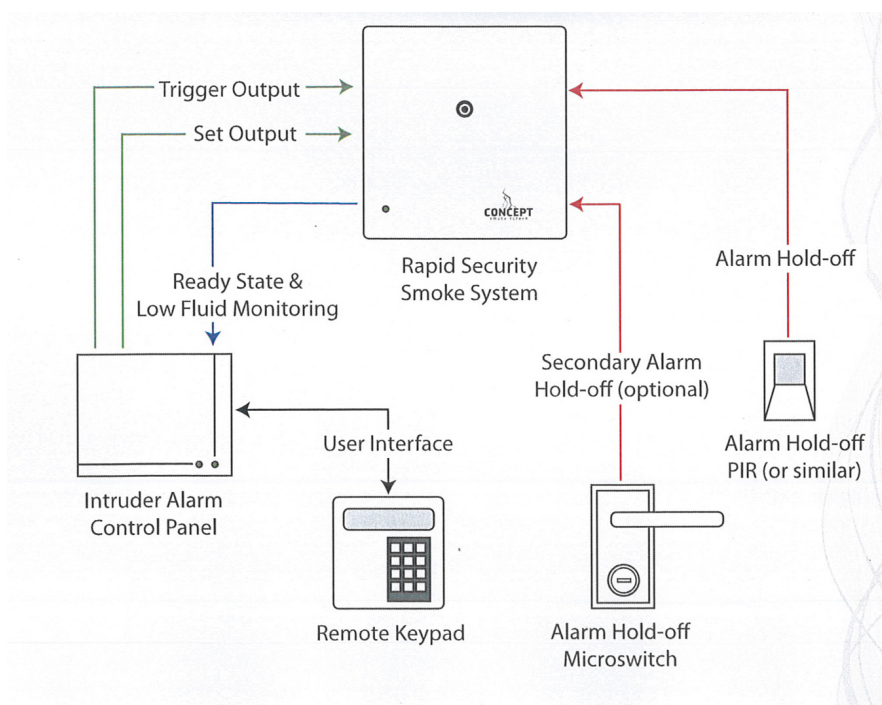 Trigger Output
Set Output
CONCEPT
Rapid Security
Smoke System
Ready State &
Low Fluid Monitoring
Alarm Hold-off
Secondary Alarm
Hold-off (optional)
User Interface
Alarm Hold-off
PIR (or similar)
Intruder Alarm
Control Panel
Remote Keypad
Alarm Hold-off
Microswitch